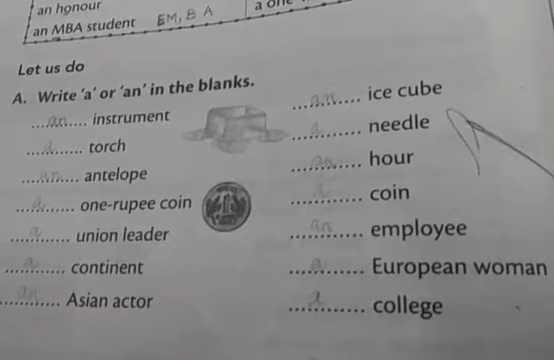 an honour
an MBA student EM, B A
a one
Let us do
A. Write 'a' or 'an' in the blanks.
....an.... instrument
....a.... torch
....an.... antelope
....a.... one-rupee coin
....a.... union leader
....a.... continent
....an.... Asian actor
....an.... ice cube
....a.... needle
....an.... hour
....a.... coin
....an.... employee
....a.... European woman
....a.... college